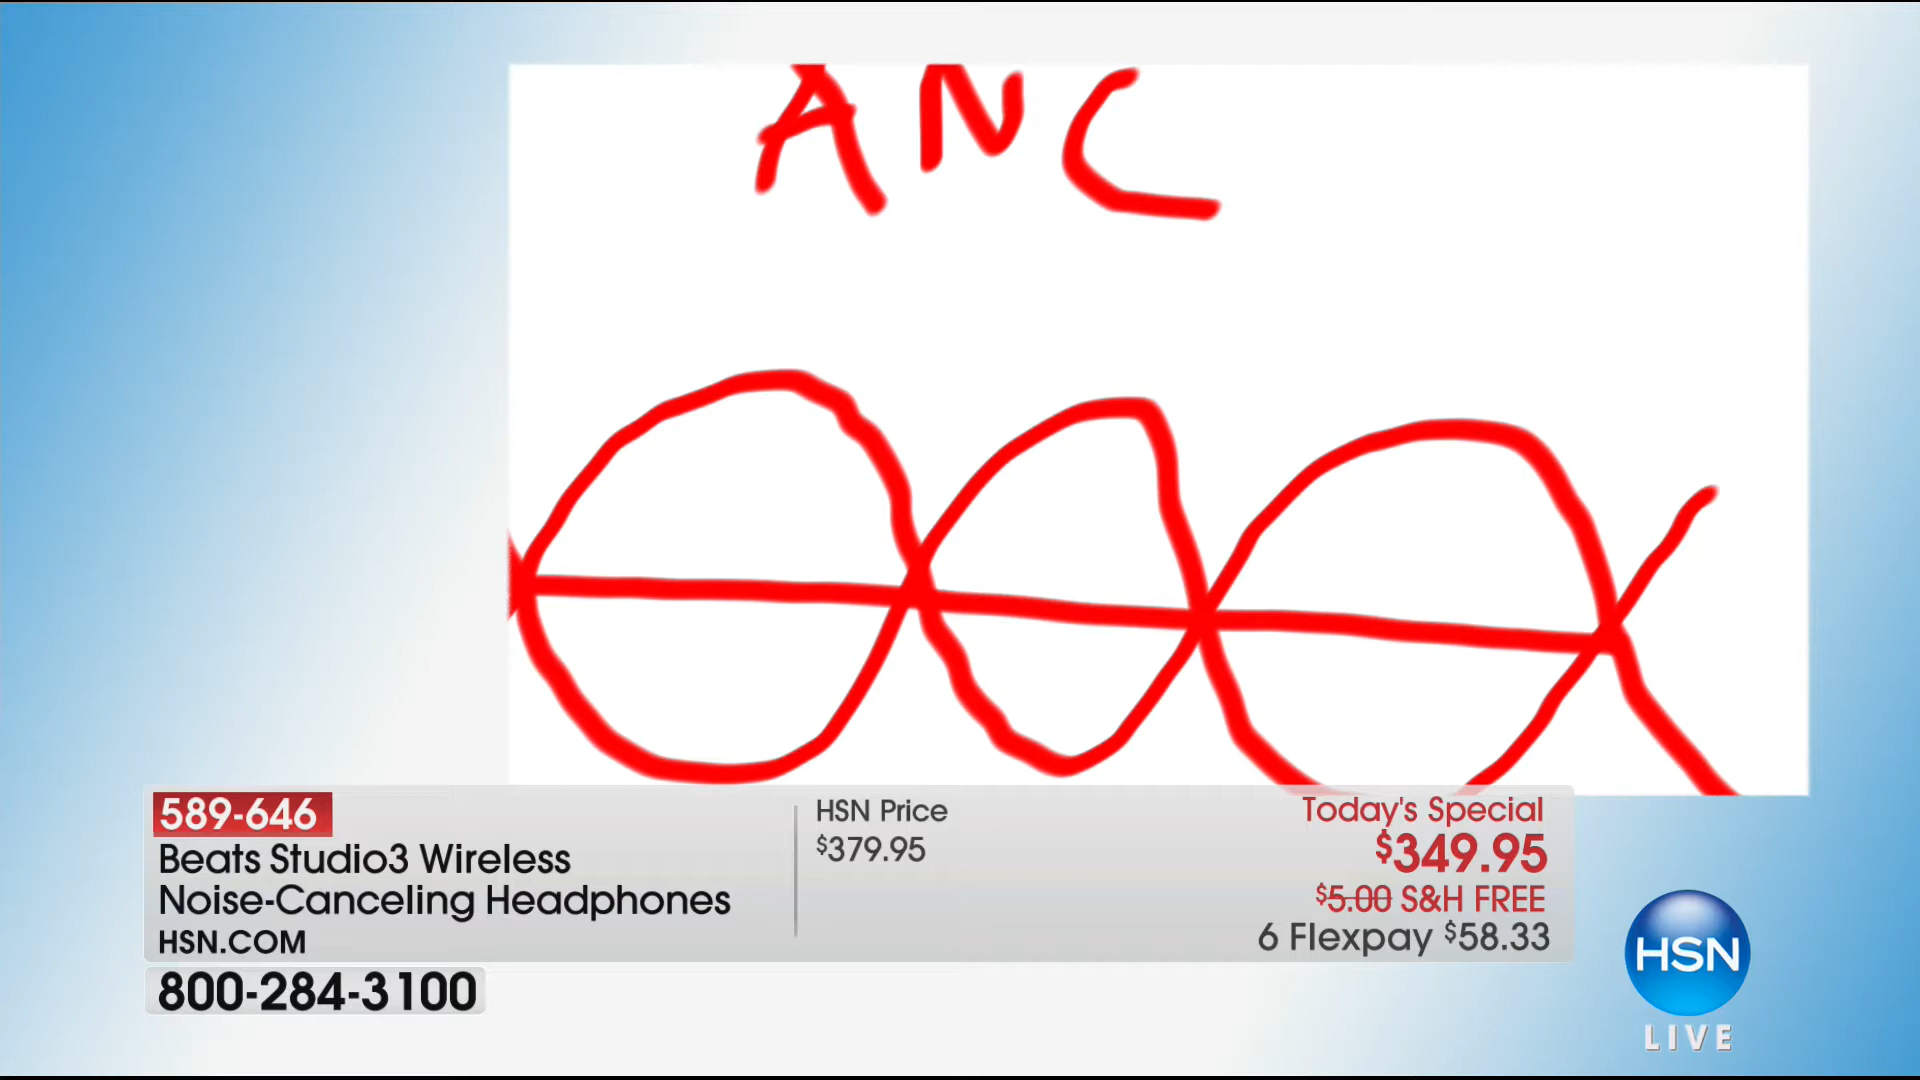 ANC
589-646
Beats Studio3 Wireless
Noise-Canceling Headphones
HSN.COM
800-284-3100
HSN Price
$379.95
Today's Special
$349.95
$5.00 S&H FREE
6 Flexpay $58.33
HSN
LIVE